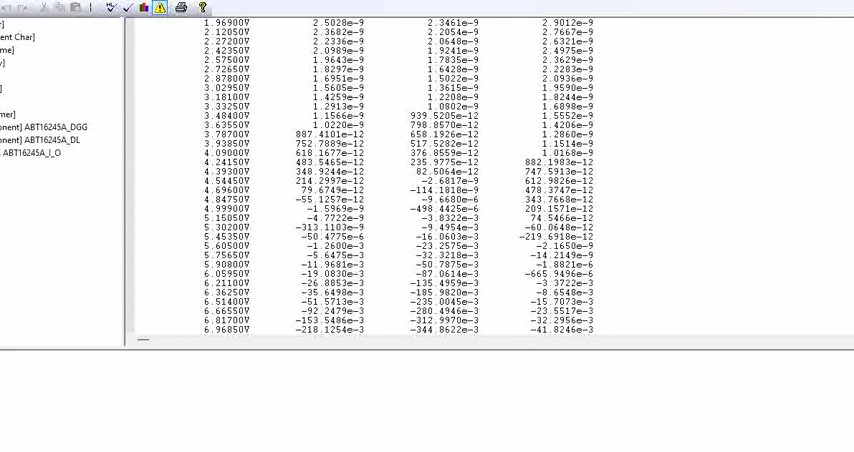 r]
ent Char]
me]
y]
]
mer]
onent] ABT16245A_DGG
onent] ABT16245A_DL
] ABT16245A_I_O
1.96900V 2.5028e-9 2.3461e-9 2.9012e-9
2.12050V 2.3682e-9 2.2054e-9 2.7667e-9
2.27200V 2.2336e-9 2.0648e-9 2.6321e-9
2.42350V 2.0989e-9 1.9241e-9 2.4975e-9
2.57500V 1.9643e-9 1.7835e-9 2.3629e-9
2.72650V 1.8297e-9 1.6428e-9 2.2283e-9
2.87800V 1.6951e-9 1.5022e-9 2.0936e-9
3.02950V 1.5605e-9 1.3615e-9 1.9590e-9
3.18100V 1.4259e-9 1.2208e-9 1.8244e-9
3.33250V 1.2913e-9 1.0802e-9 1.6898e-9
3.48400V 1.1566e-9 939.5205e-12 1.5552e-9
3.63550V 1.0220e-9 798.8570e-12 1.4206e-9
3.78700V 887.4101e-12 658.1926e-12 1.2860e-9
3.93850V 752.7889e-12 517.5282e-12 1.1514e-9
4.09000V 618.1677e-12 376.8559e-12 1.0168e-9
4.24150V 483.5465e-12 235.9775e-12 882.1983e-12
4.39300V 348.9244e-12 82.5064e-12 747.5913e-12
4.54450V 214.2997e-12 -2.6817e-9 612.9826e-12
4.69600V 79.6749e-12 -114.1818e-9 478.3747e-12
4.84750V -55.1257e-12 -9.6680e-6 343.7668e-12
4.99900V -1.5969e-9 -498.4425e-6 209.1571e-12
5.15050V -4.7722e-9 -3.8322e-3 74.5466e-12
5.30200V -313.1103e-9 -9.4954e-3 -60.0648e-12
5.45350V -50.4775e-6 -16.0603e-3 -219.6918e-12
5.60500V -1.2600e-3 -23.2575e-3 -2.1650e-9
5.75650V -5.6475e-3 -32.3218e-3 -14.2149e-9
5.90800V -11.9681e-3 -50.7875e-3 -1.8821e-6
6.05950V -19.0830e-3 -87.0614e-3 -665.9496e-6
6.21100V -26.8853e-3 -135.4959e-3 -3.3722e-3
6.36250V -35.6498e-3 -185.9820e-3 -8.6548e-3
6.51400V -51.5713e-3 -235.0045e-3 -15.7073e-3
6.66550V -92.2479e-3 -280.4946e-3 -23.5517e-3
6.81700V -153.5486e-3 -312.9970e-3 -32.2956e-3
6.96850V -218.1254e-3 -344.8622e-3 -41.8246e-3